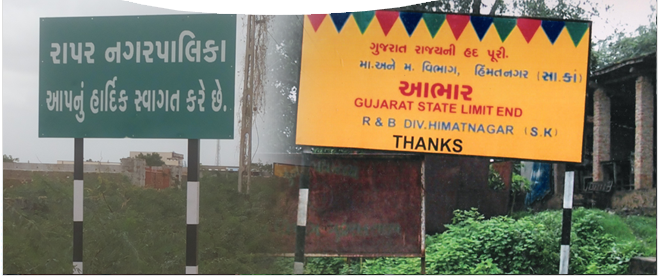 રાપર નગરપાલિકા
આપનું હાર્દિક સ્વાગત કરે છે.
ગુજરાત રાજ્યની હદ પૂરી.
મા.અને મ. વિભાગ, હિંમતનગર (સા.કાં)
આભાર
GUJARAT STATE LIMIT END
R & B DIV.HIMATNAGAR (S.K)
THANKS